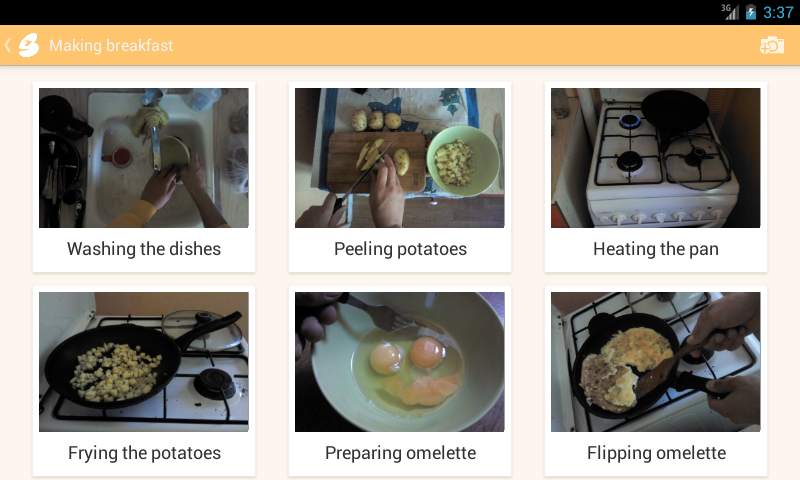 3G
3:37
Making breakfast
Washing the dishes
Peeling potatoes
Heating the pan
Frying the potatoes
Preparing omelette
Flipping omelette